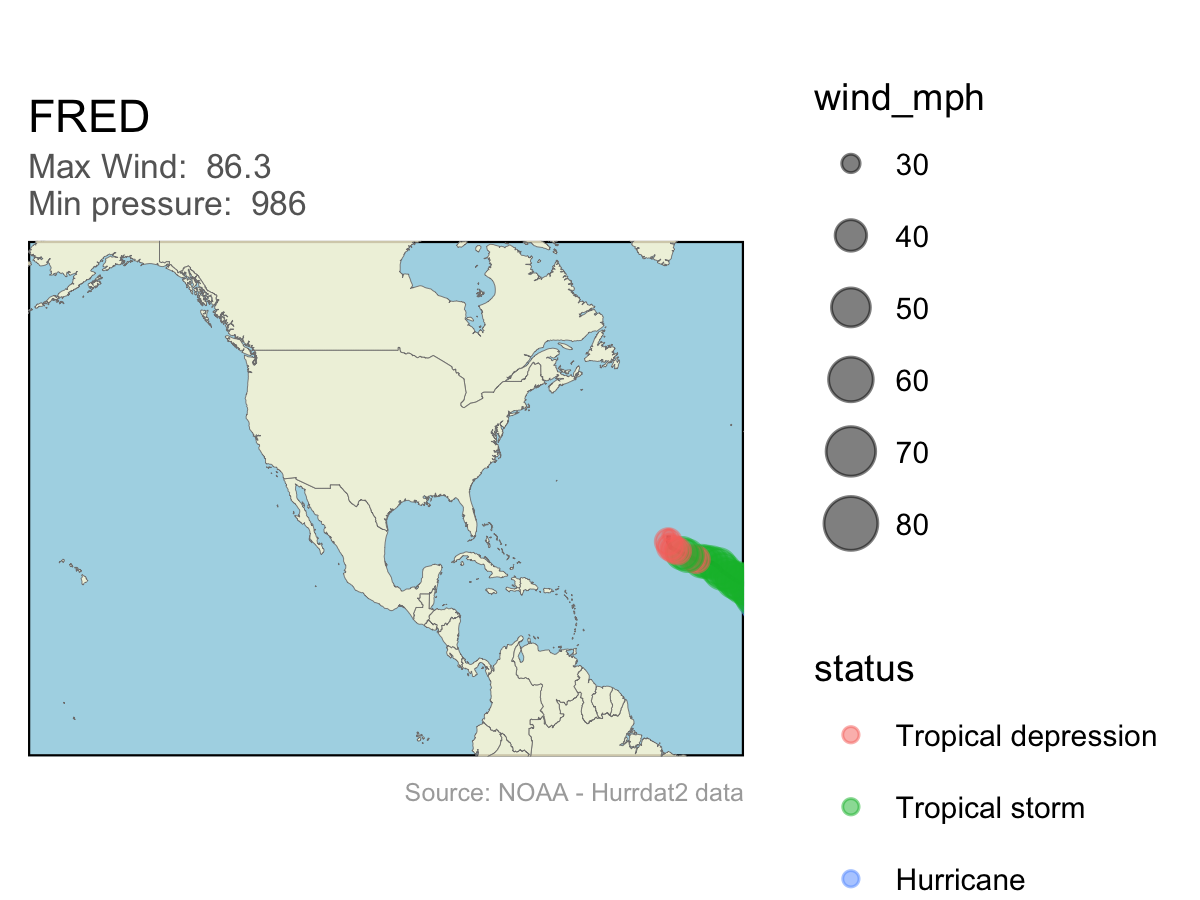 FRED
Max Wind:  86.3
Min pressure:  986
Source: NOAA - Hurrdat2 data
wind_mph
30
40
50
60
70
80
status
Tropical depression
Tropical storm
Hurricane